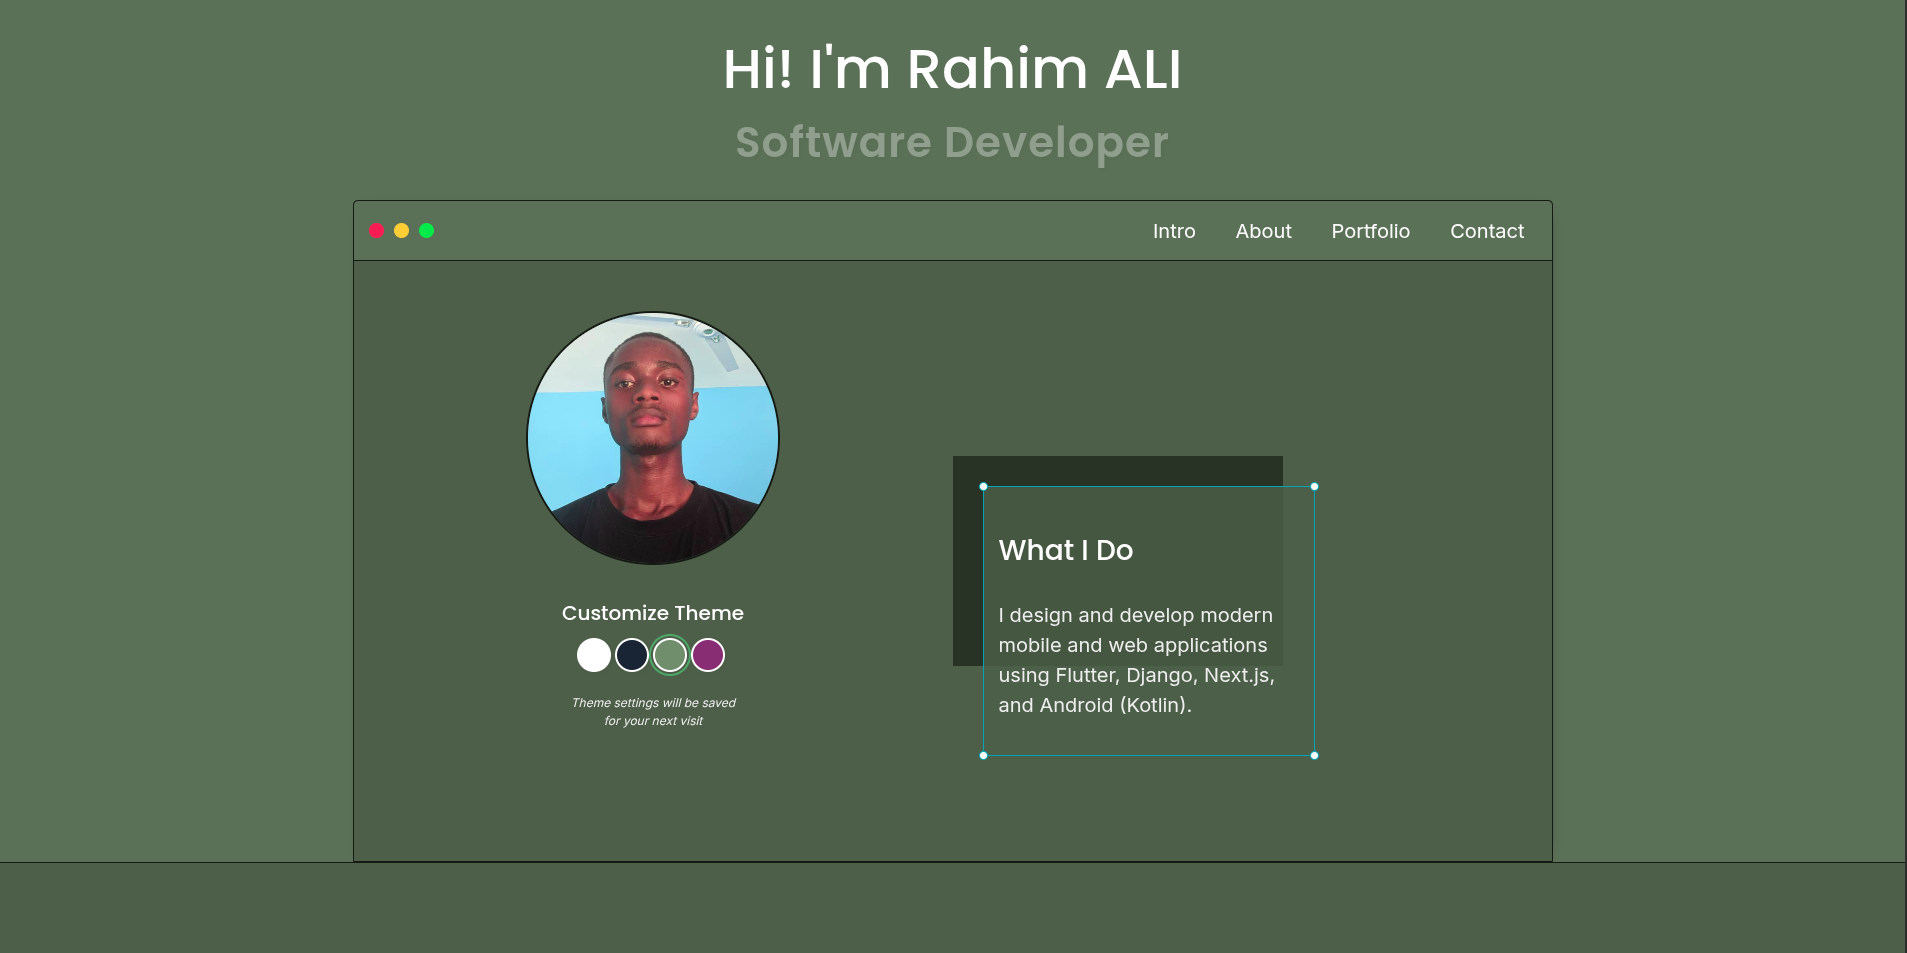 Hi! I'm Rahim ALI
Software Developer
Intro About Portfolio Contact
Customize Theme
Theme settings will be saved
for your next visit
What I Do
I design and develop modern
mobile and web applications
using Flutter, Django, Next.js,
and Android (Kotlin).